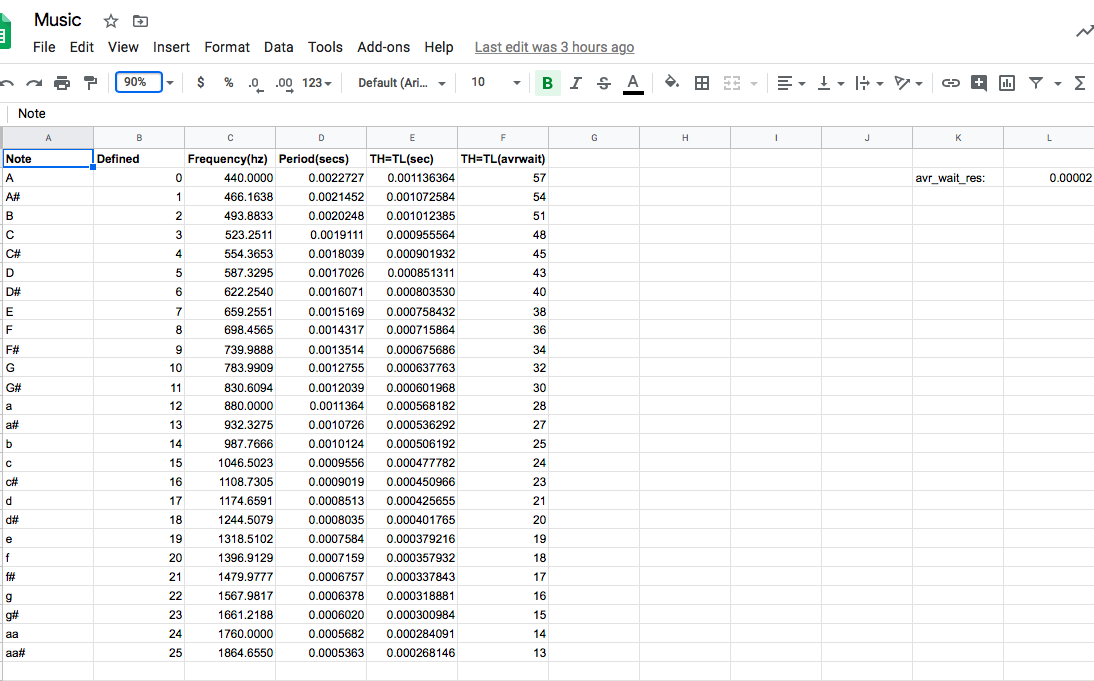 Music
File Edit View Insert Format Data Tools Add-ons Help Last edit was 3 hours ago
90% $ % .0 .00 123 Default (Ari... 10 B I S A
Note
A B C D E F G H I J K L
Note Defined Frequency(hz) Period(secs) TH=TL(sec) TH=TL(avrwait)
A 0 440.0000 0.0022727 0.001136364 57 avr_wait_res: 0.00002
A# 1 466.1638 0.0021452 0.001072584 54
B 2 493.8833 0.0020248 0.001012385 51
C 3 523.2511 0.0019111 0.000955564 48
C# 4 554.3653 0.0018039 0.000901932 45
D 5 587.3295 0.0017026 0.000851311 43
D# 6 622.2540 0.0016071 0.000803530 40
E 7 659.2551 0.0015169 0.000758432 38
F 8 698.4565 0.0014317 0.000715864 36
F# 9 739.9888 0.0013514 0.000675686 34
G 10 783.9909 0.0012755 0.000637763 32
G# 11 830.6094 0.0012039 0.000601968 30
a 12 880.0000 0.0011364 0.000568182 28
a# 13 932.3275 0.0010726 0.000536292 27
b 14 987.7666 0.0010124 0.000506192 25
c 15 1046.5023 0.0009556 0.000477782 24
c# 16 1108.7305 0.0009019 0.000450966 23
d 17 1174.6591 0.0008513 0.000425655 21
d# 18 1244.5079 0.0008035 0.000401765 20
e 19 1318.5102 0.0007584 0.000379216 19
f 20 1396.9129 0.0007159 0.000357932 18
f# 21 1479.9777 0.0006757 0.000337843 17
g 22 1567.9817 0.0006378 0.000318881 16
g# 23 1661.2188 0.0006020 0.000300984 15
aa 24 1760.0000 0.0005682 0.000284091 14
aa# 25 1864.6550 0.0005363 0.000268146 13